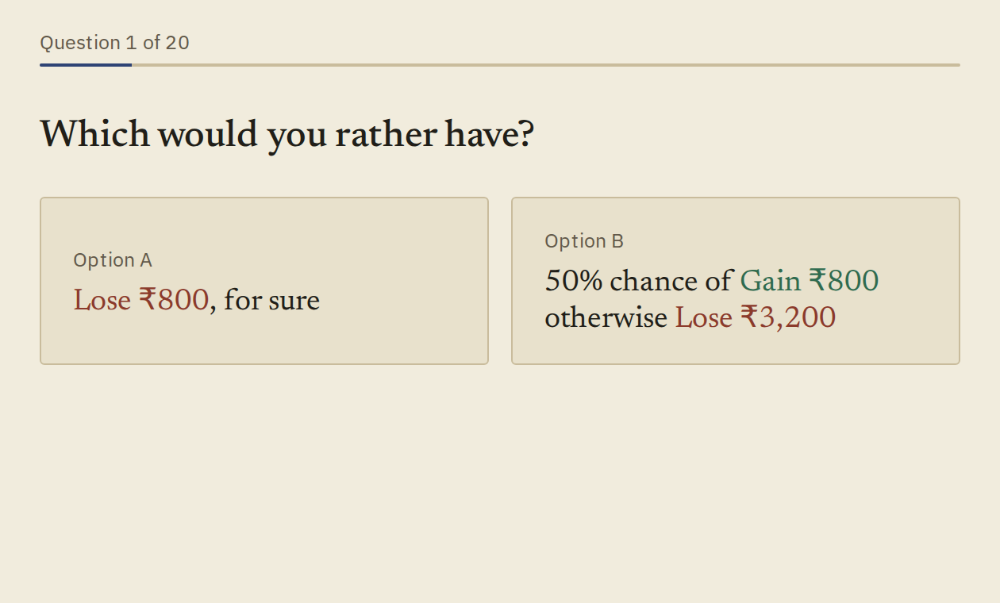 Question 1 of 20
Which would you rather have?
Option A
Lose ₹800, for sure
Option B
50% chance of Gain ₹800
otherwise Lose ₹3,200